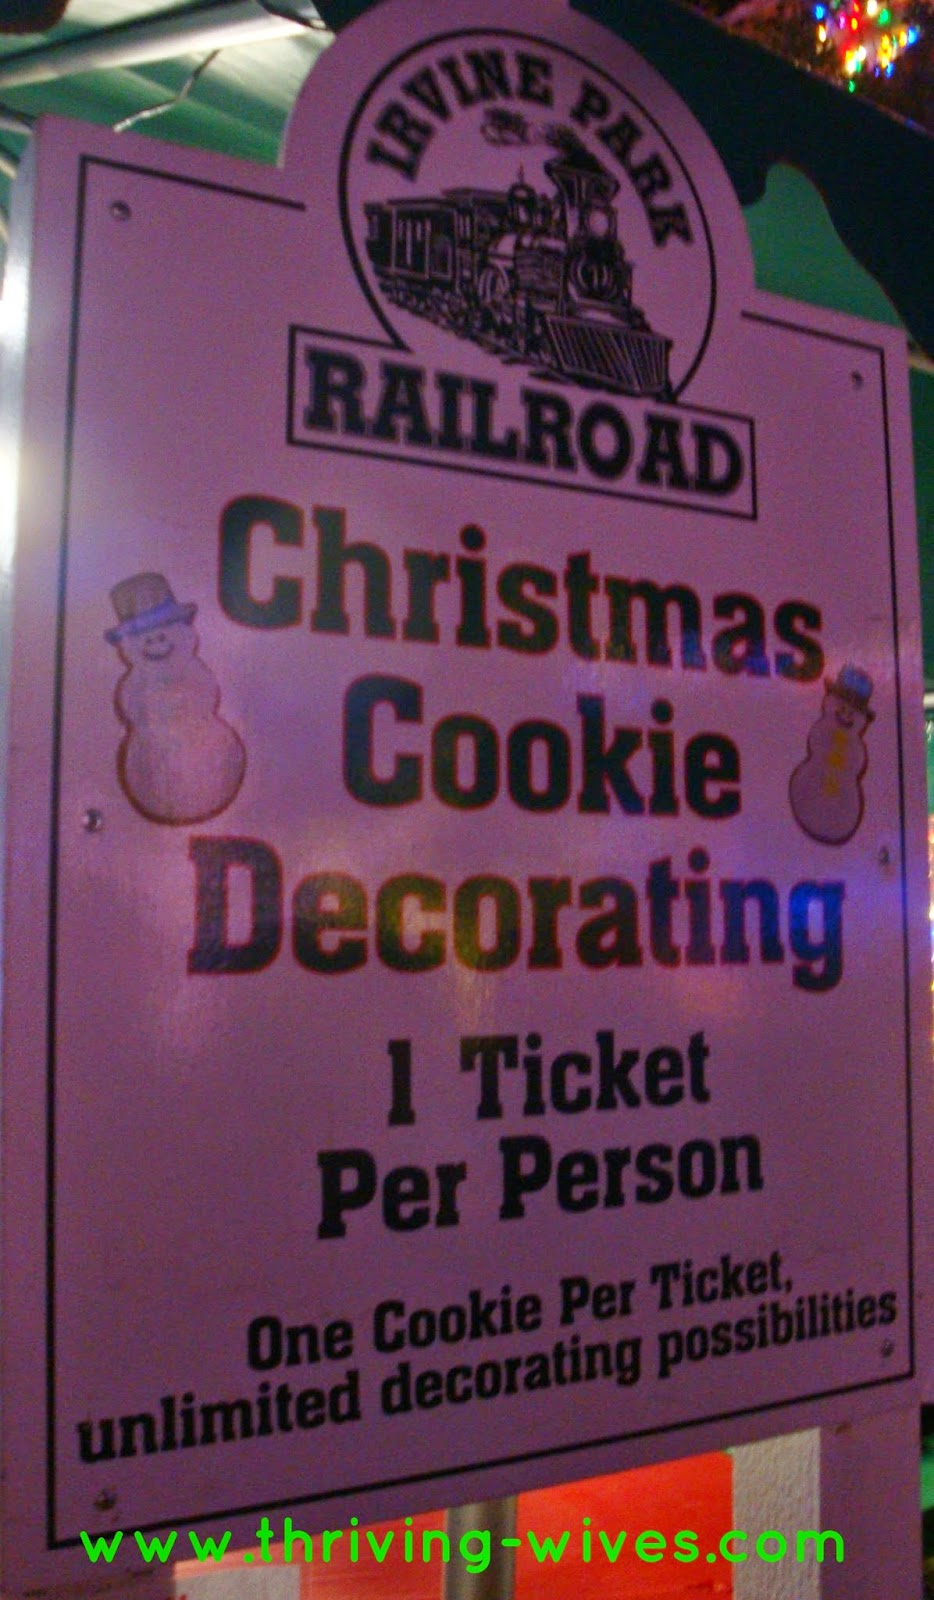 IRVINE PARK
RAILROAD
Christmas
Cookie
Decorating
1 Ticket
Per Person
One Cookie Per Ticket,
unlimited decorating possibilities
www.thriving-wives.com